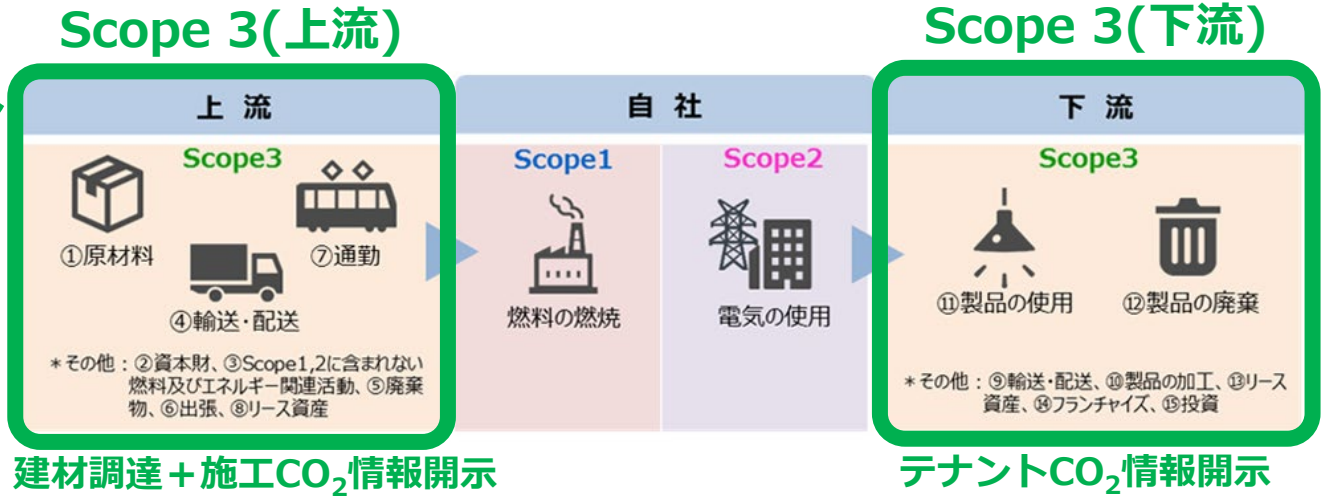 Scope 3(上流)
Scope 3(下流)
上 流
自 社
下 流
Scope3
①原材料
⑦通勤
④輸送・配送
＊その他：②資本財、③Scope1,2に含まれない
燃料及びエネルギー関連活動、⑤廃棄
物、⑥出張、⑧リース資産
Scope1
燃料の燃焼
Scope2
電気の使用
Scope3
⑪製品の使用
⑫製品の廃棄
＊その他：⑨輸送・配送、⑩製品の加工、⑬リース
資産、⑭フランチャイズ、⑮投資
建材調達＋施工CO₂情報開示
テナントCO₂情報開示